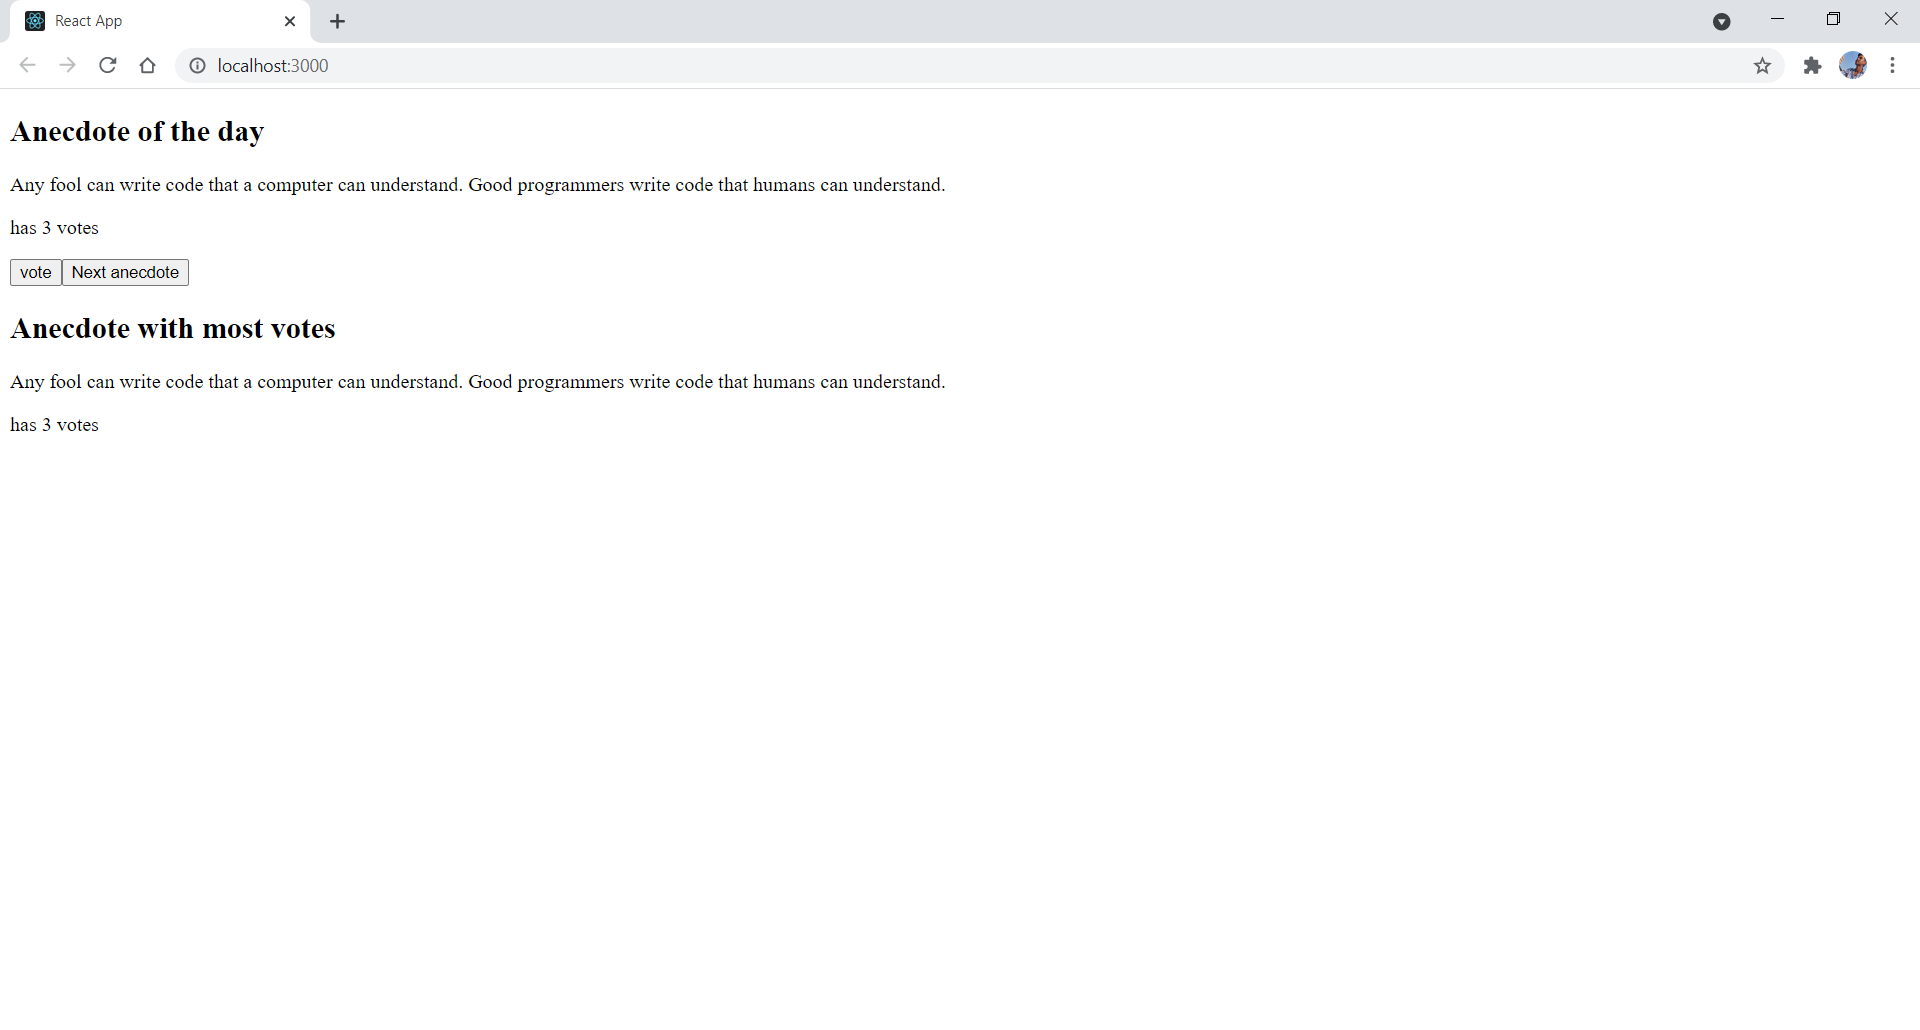 React App
localhost:3000
Anecdote of the day
Any fool can write code that a computer can understand. Good programmers write code that humans can understand.
has 3 votes
vote Next anecdote
Anecdote with most votes
Any fool can write code that a computer can understand. Good programmers write code that humans can understand.
has 3 votes